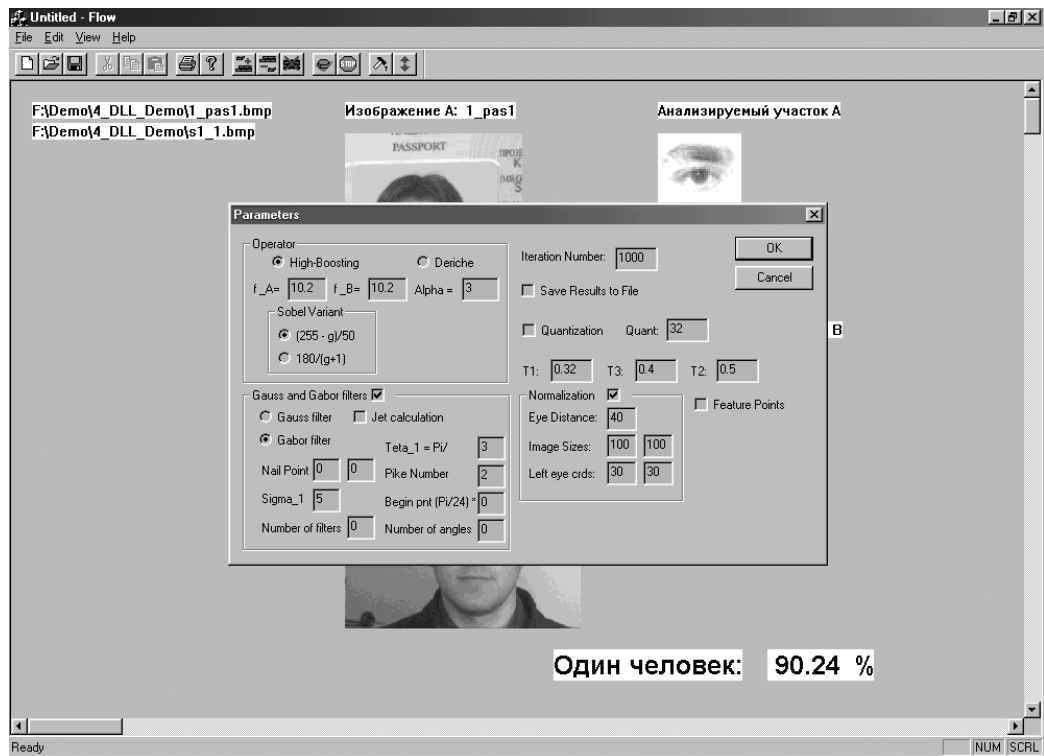 Untitled - Flow
File Edit View Help
STOP
F:\Demo\4_DLL_Demo\1_pas1.bmp
F:\Demo\4_DLL_Demo\s1_1.bmp
Изображение A: 1_pas1
Анализируемый участок A
PASSPORT
Parameters
Operator
High-Boosting
Deriche
f_A= 10.2 f_B= 10.2 Alpha = 3
Sobel Variant
(255 - g)/50
180/(g+1)
Iteration Number: 1000
OK
Cancel
Save Results to File
Quantization Quant: 32
B
T1: 0.32 T3: 0.4 T2: 0.5
Gauss and Gabor filters
Gauss filter Jet calculation
Gabor filter
Teta_1 = Pi/ 3
Nail Point 0 0
Pike Number 2
Sigma_1 5
Begin pnt (Pi/24) * 0
Number of filters 0
Number of angles 0
Normalization
Eye Distance: 40
Image Sizes: 100 100
Left eye crds: 30 30
Feature Points
Один человек: 90.24 %
Ready
NUM SCRL